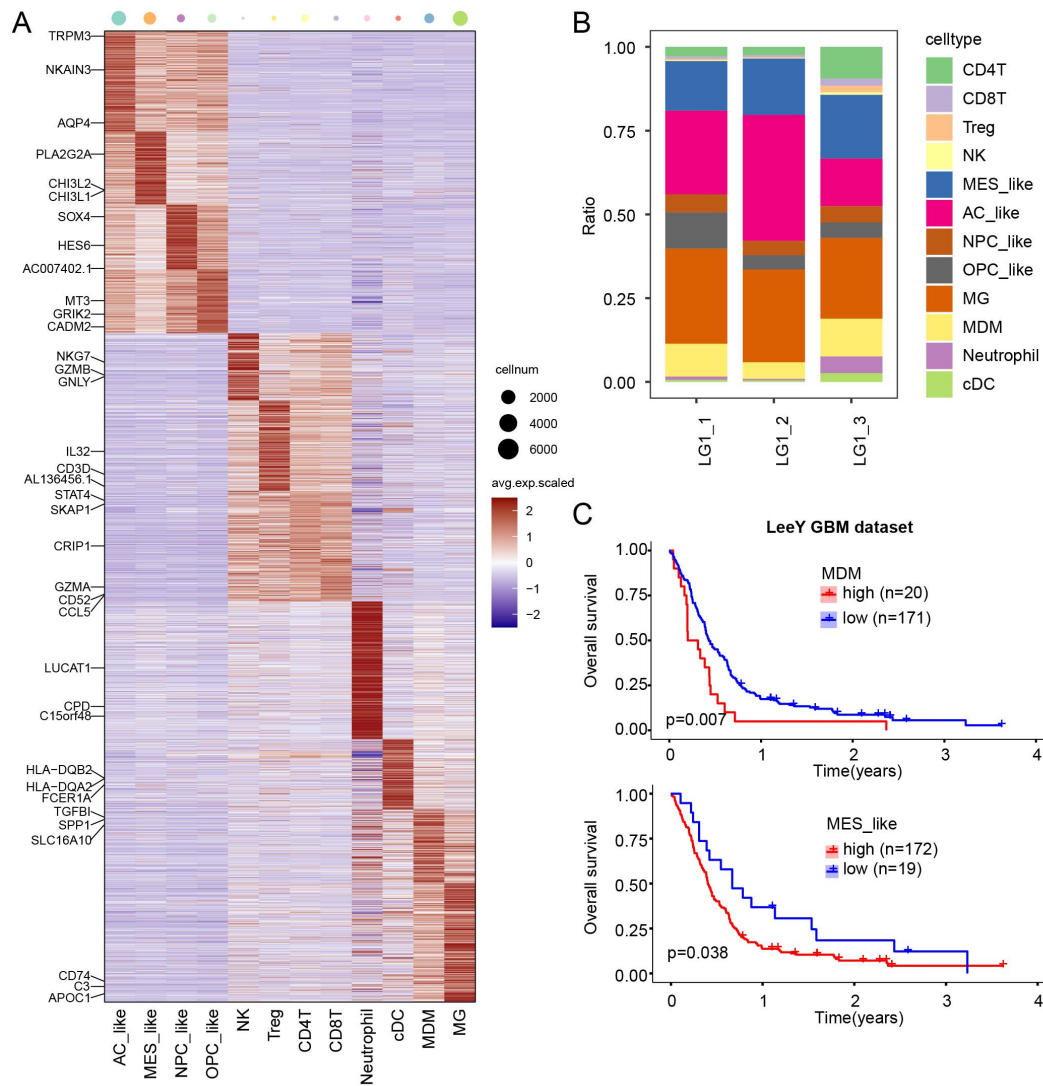 A
TRPM3
NKAIN3
AQP4
PLA2G2A
CHI3L2
CHI3L1
SOX4
HES6
AC007402.1
MT3
GRIK2
CADM2
NKG7
GZMB
GNLY
IL32
CD3D
AL136456.1
STAT4
SKAP1
CRIP1
GZMA
CD52
CCL5
LUCAT1
CPD
C15orf48
HLA-DQB2
HLA-DQA2
FCER1A
TGFBI
SPP1
SLC16A10
CD74
C3
APOC1
AC_like
MES_like
NPC_like
OPC_like
NK
Treg
CD4T
CD8T
Neutrophil
cDC
MDM
MG
cellnum
2000
4000
6000
avg.exp.scaled
2
1
0
−1
−2
B
Ratio
1.00
0.75
0.50
0.25
0.00
LG1_1
LG1_2
LG1_3
celltype
CD4T
CD8T
Treg
NK
MES_like
AC_like
NPC_like
OPC_like
MG
MDM
Neutrophil
cDC
C
LeeY GBM dataset
Overall survival
1.00
0.75
0.50
0.25
0.00
MDM
high (n=20)
low (n=171)
p=0.007
0 1 2 3 4
Time(years)
Overall survival
1.00
0.75
0.50
0.25
0.00
MES_like
high (n=172)
low (n=19)
p=0.038
0 1 2 3 4
Time(years)